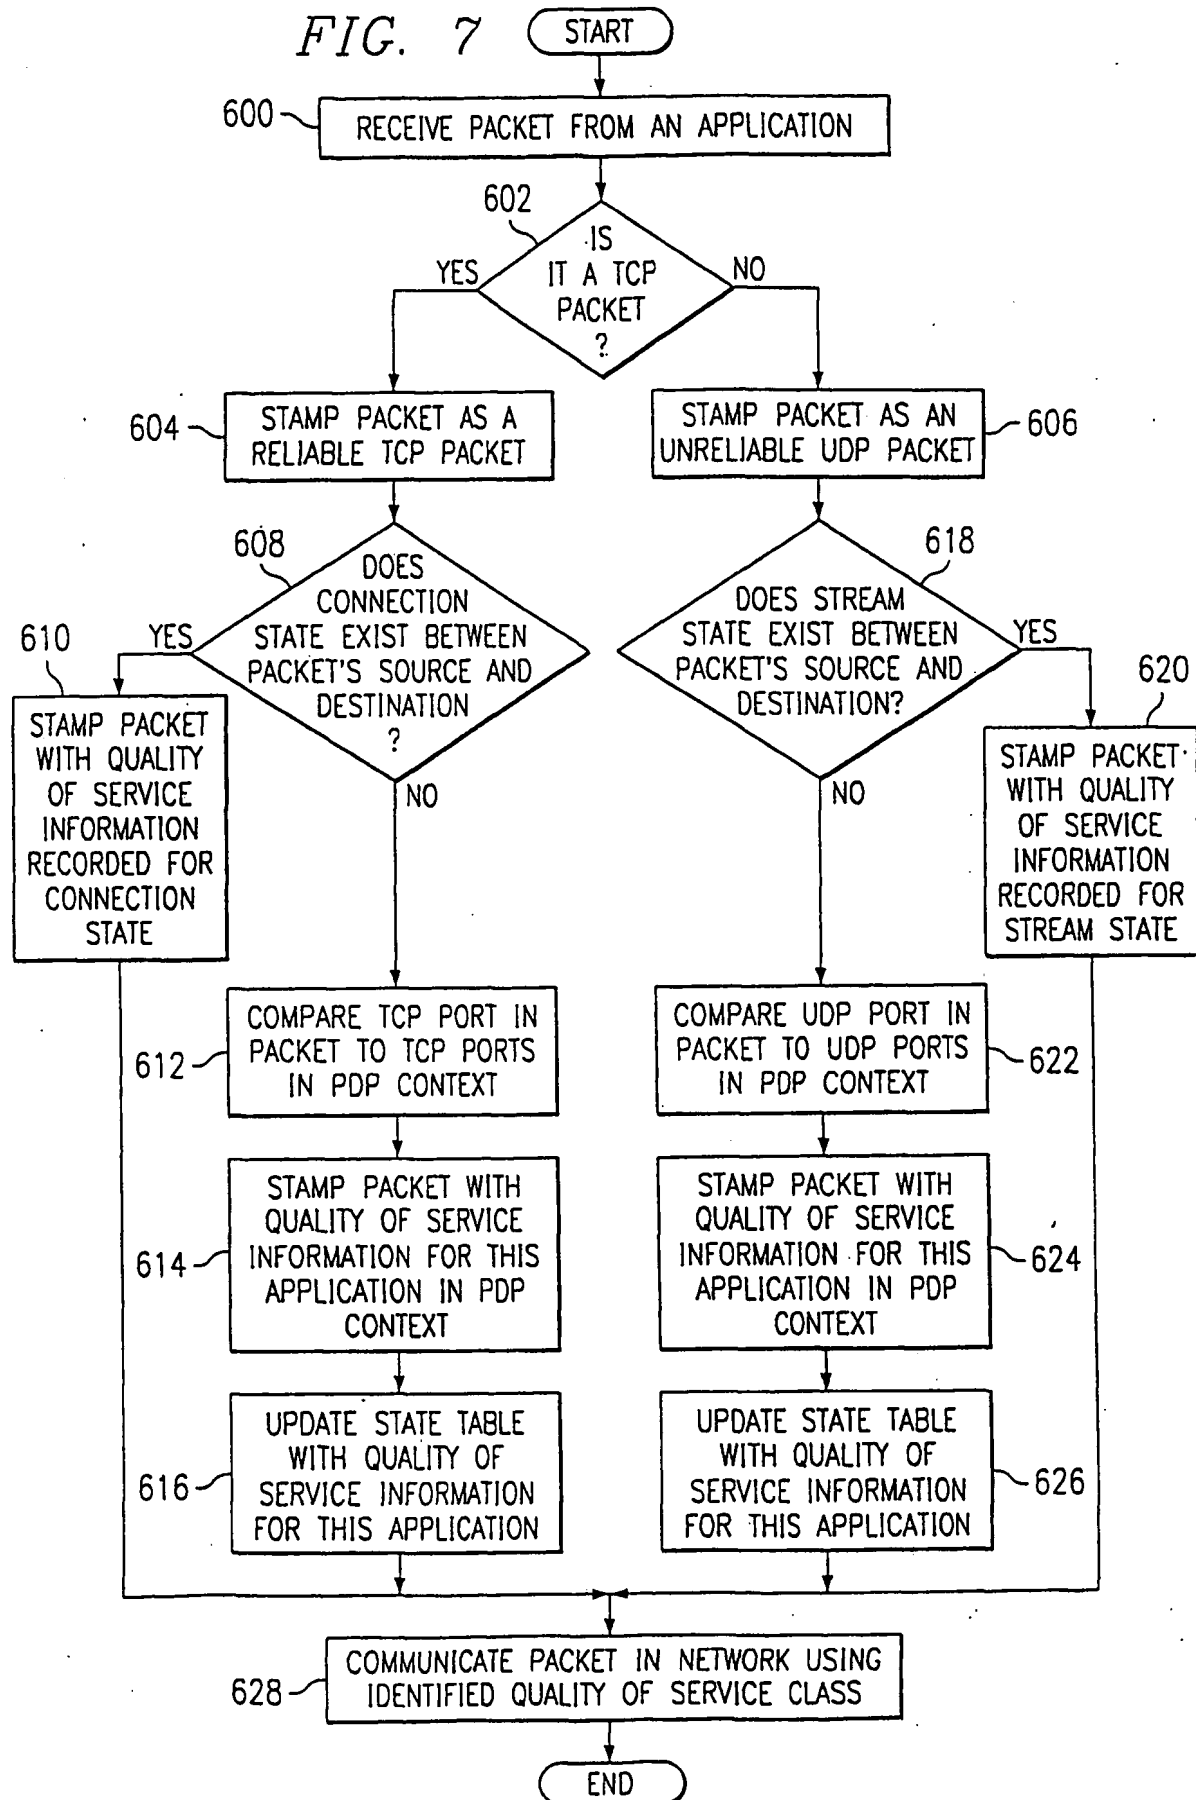 FIG. 7
START
600
RECEIVE PACKET FROM AN APPLICATION
602
IS
IT A TCP
PACKET
?
YES
NO
604
STAMP PACKET AS A
RELIABLE TCP PACKET
STAMP PACKET AS AN
UNRELIABLE UDP PACKET
606
608
DOES
CONNECTION
STATE EXIST BETWEEN
PACKET'S SOURCE AND
DESTINATION
?
YES
NO
618
DOES STREAM
STATE EXIST BETWEEN
PACKET'S SOURCE AND
DESTINATION?
YES
NO
610
STAMP PACKET
WITH QUALITY
OF SERVICE
INFORMATION
RECORDED FOR
CONNECTION
STATE
620
STAMP PACKET
WITH QUALITY
OF SERVICE
INFORMATION
RECORDED FOR
STREAM STATE
612
COMPARE TCP PORT IN
PACKET TO TCP PORTS
IN PDP CONTEXT
COMPARE UDP PORT IN
PACKET TO UDP PORTS
IN PDP CONTEXT
622
614
STAMP PACKET WITH
QUALITY OF SERVICE
INFORMATION FOR THIS
APPLICATION IN PDP
CONTEXT
STAMP PACKET WITH
QUALITY OF SERVICE
INFORMATION FOR THIS
APPLICATION IN PDP
CONTEXT
624
616
UPDATE STATE TABLE
WITH QUALITY OF
SERVICE INFORMATION
FOR THIS APPLICATION
UPDATE STATE TABLE
WITH QUALITY OF
SERVICE INFORMATION
FOR THIS APPLICATION
626
628
COMMUNICATE PACKET IN NETWORK USING
IDENTIFIED QUALITY OF SERVICE CLASS
END